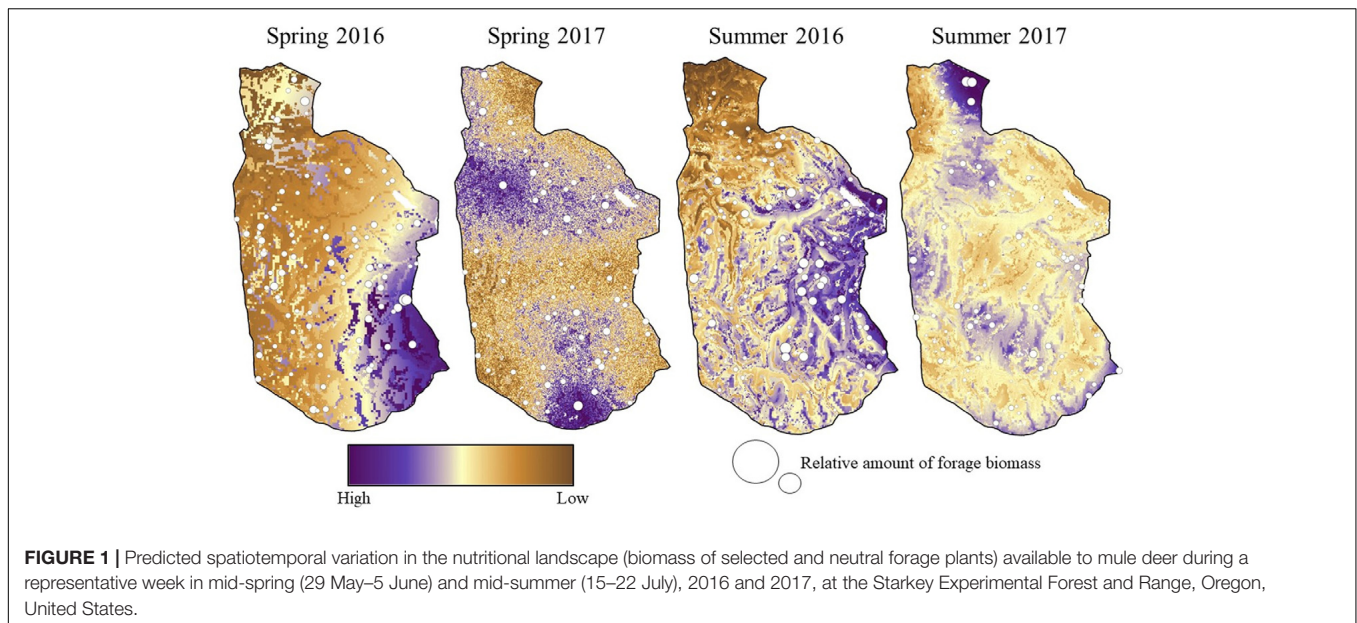 Spring 2016
Spring 2017
Summer 2016
Summer 2017
High
Low
Relative amount of forage biomass
FIGURE 1 | Predicted spatiotemporal variation in the nutritional landscape (biomass of selected and neutral forage plants) available to mule deer during a
representative week in mid-spring (29 May–5 June) and mid-summer (15–22 July), 2016 and 2017, at the Starkey Experimental Forest and Range, Oregon,
United States.